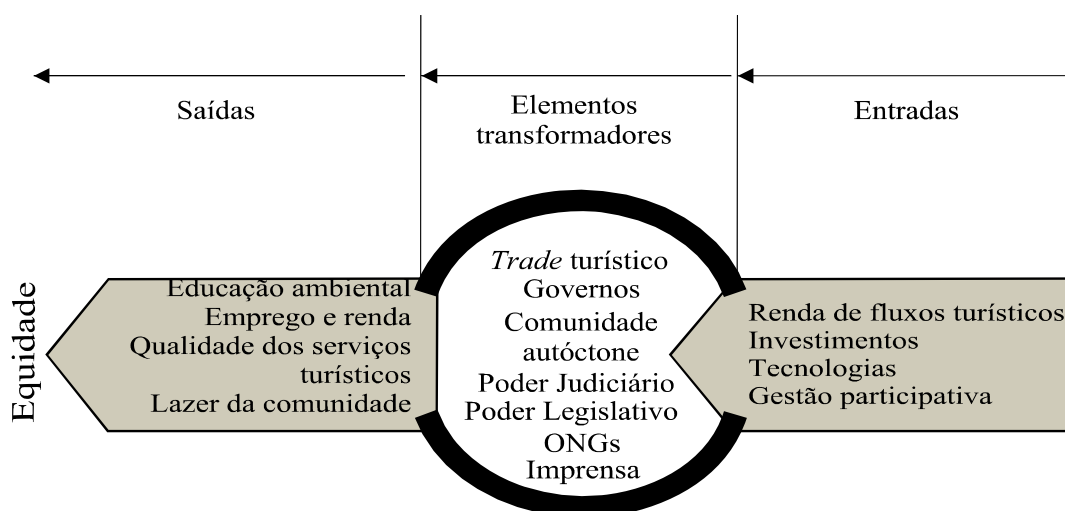 Saídas
Elementos
transformadores
Entradas
Equidade
Educação ambiental
Emprego e renda
Qualidade dos serviços
turísticos
Lazer da comunidade
Trade turístico
Governos
Comunidade
autóctone
Poder Judiciário
Poder Legislativo
ONGs
Imprensa
Renda de fluxos turísticos
Investimentos
Tecnologias
Gestão participativa